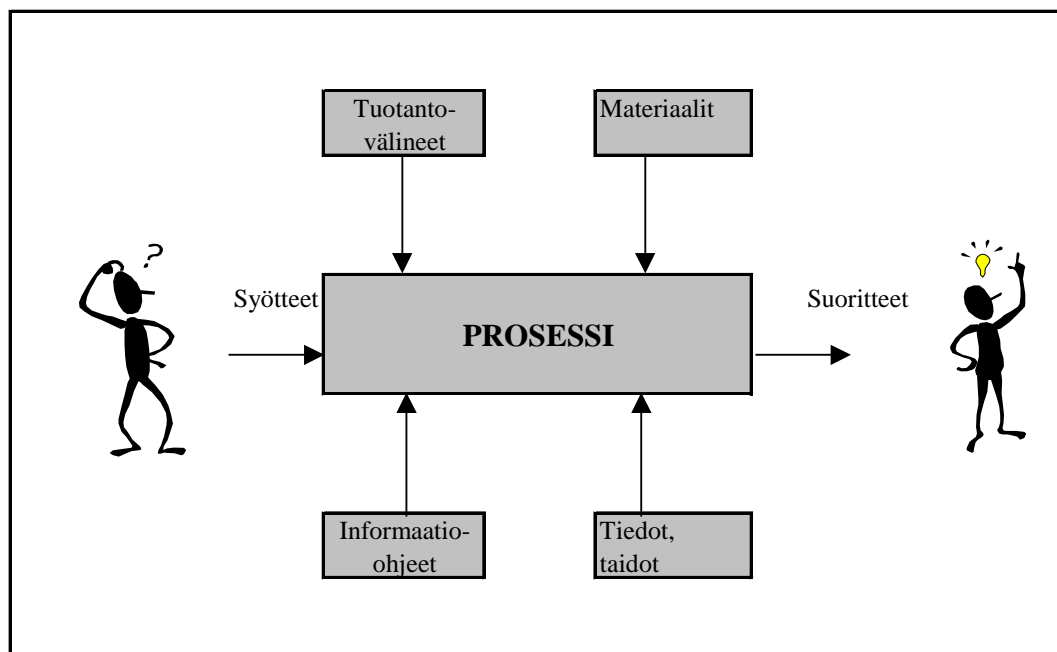 Tuotanto-
välineet
Materiaalit
?
Syötteet
PROSESSI
Suoritteet
Informaatio-
ohjeet
Tiedot,
taidot